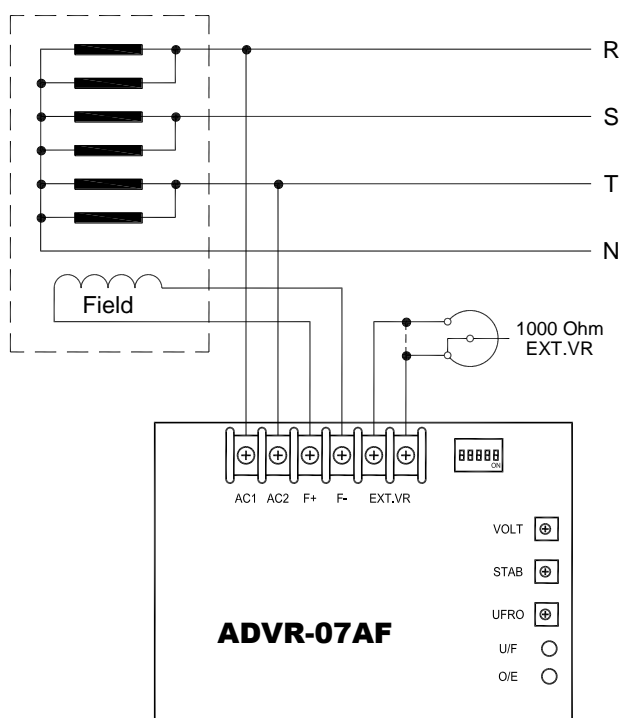 R
S
T
N
Field
1000 Ohm
EXT.VR
ON
AC1 AC2 F+ F- EXT.VR
VOLT
STAB
UFRO
ADVR-07AF
U/F
O/E